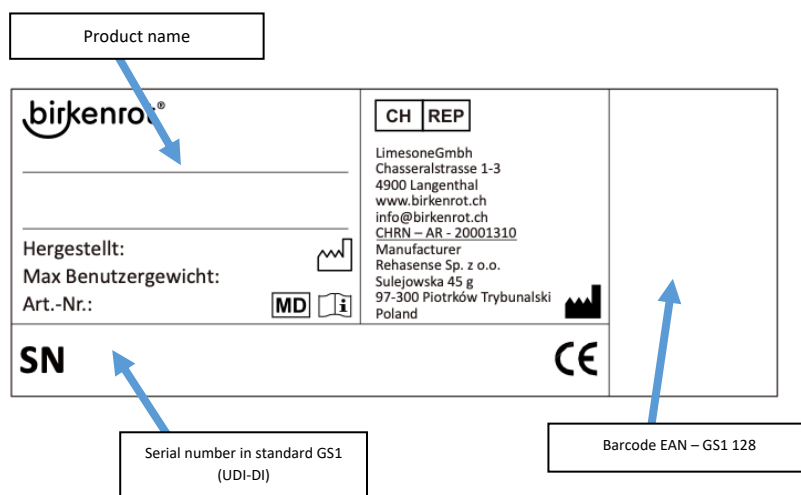 Product name
birkenrot®
CH REP
LimesoneGmbh
Chasseralstrasse 1-3
4900 Langenthal
www.birkenrot.ch
info@birkenrot.ch
CHRN – AR - 20001310
Manufacturer
Rehasense Sp. z o.o.
Sulejowska 45 g
97-300 Piotrków Trybunalski
Poland
Hergestellt:
Max Benutzergewicht:
Art.-Nr.:
MD
i
SN
CE
Serial number in standard GS1
(UDI-DI)
Barcode EAN – GS1 128